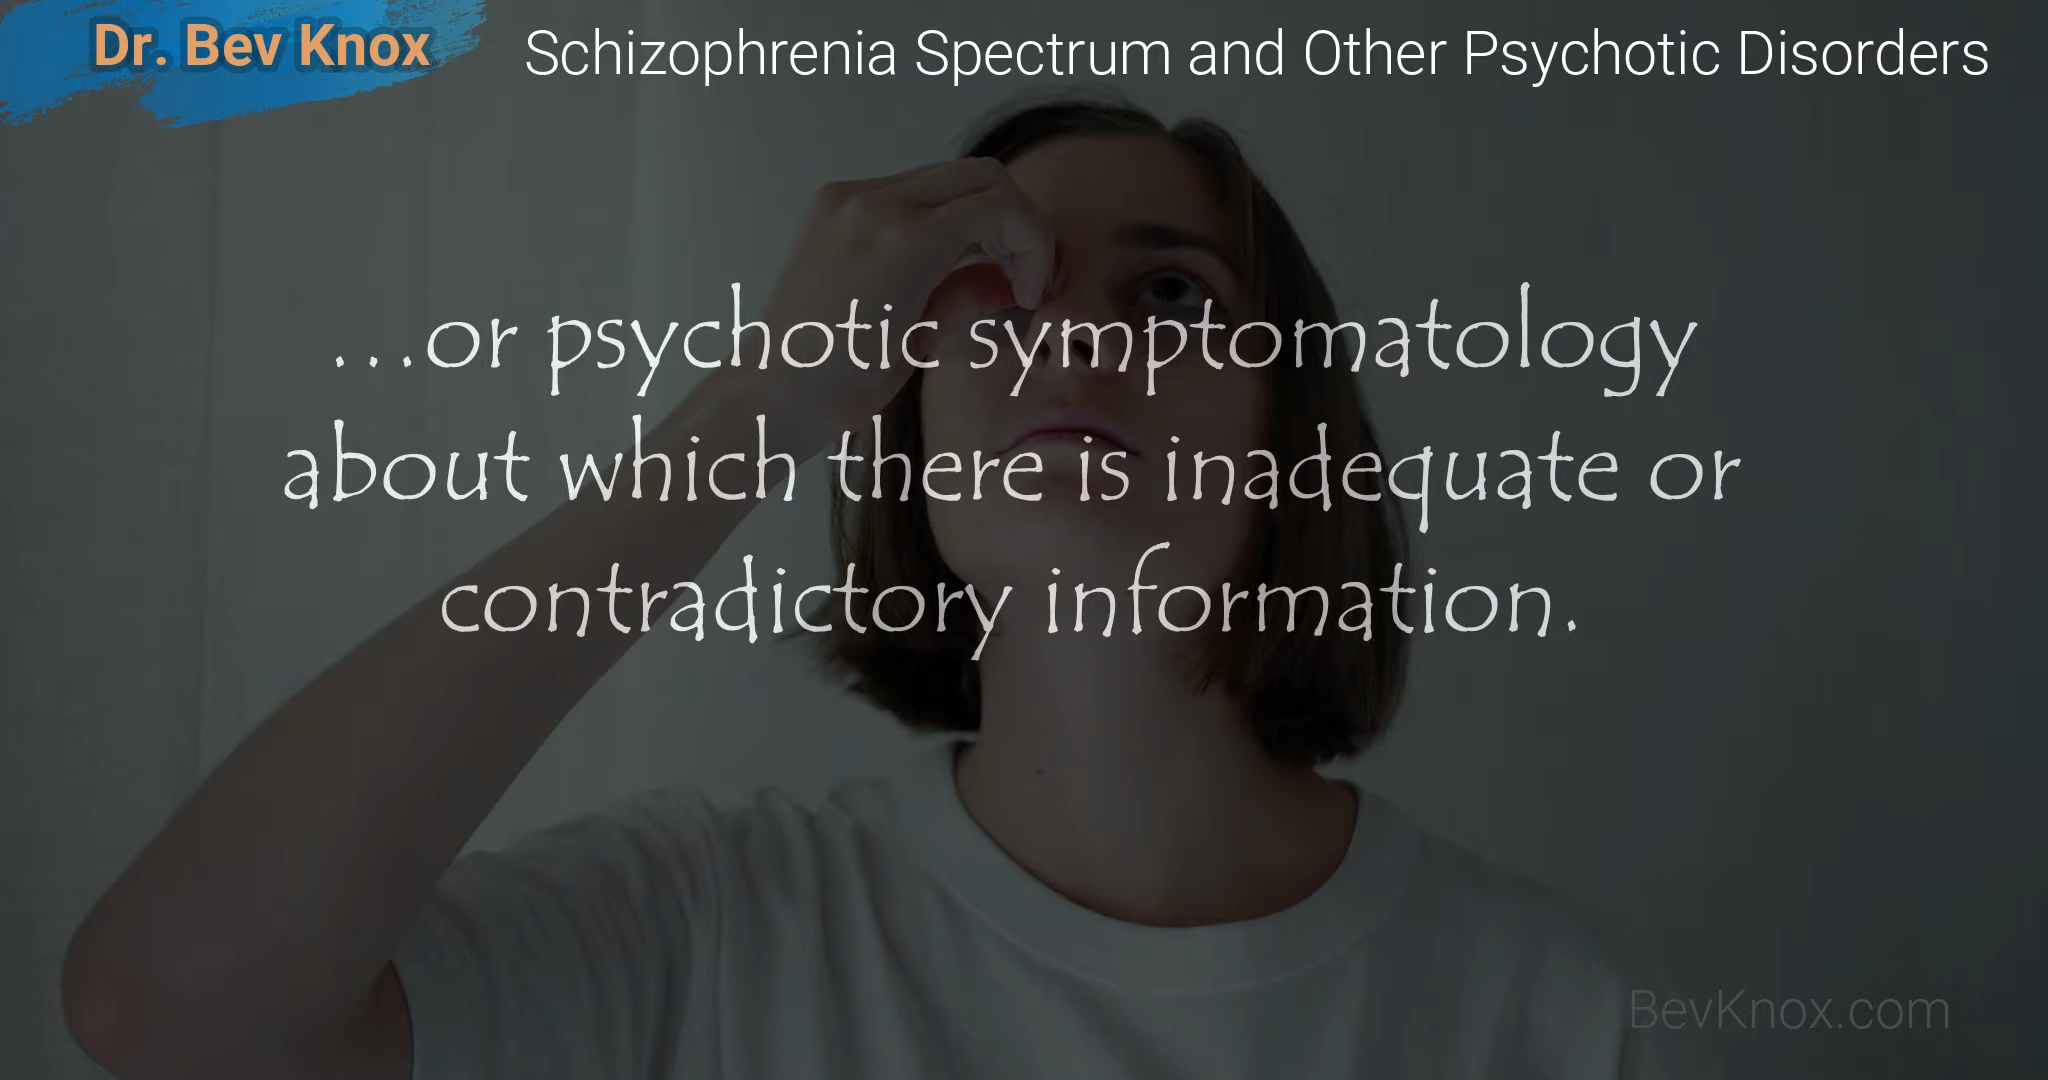 Dr. Bev Knox
Schizophrenia Spectrum and Other Psychotic Disorders
...or psychotic symptomatology
about which there is inadequate or
contradictory information.
BevKnox.com